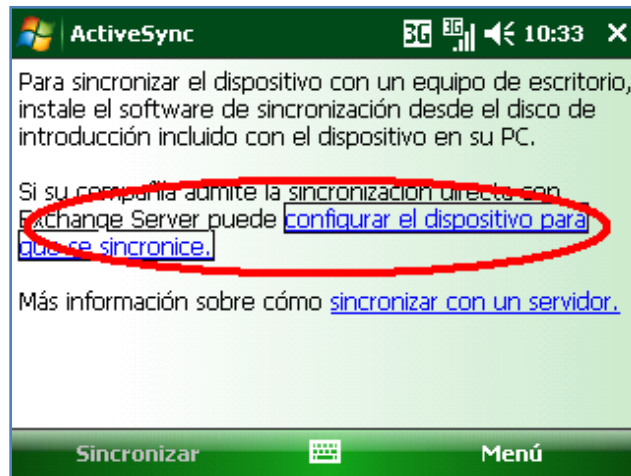 ActiveSync 3G 3G 10:33
Para sincronizar el dispositivo con un equipo de escritorio,
instale el software de sincronización desde el disco de
introducción incluido con el dispositivo en su PC.
Si su compañía admite la sincronización directa con
Exchange Server puede configurar el dispositivo para
que se sincronice.
Más información sobre cómo sincronizar con un servidor.
Sincronizar Menú